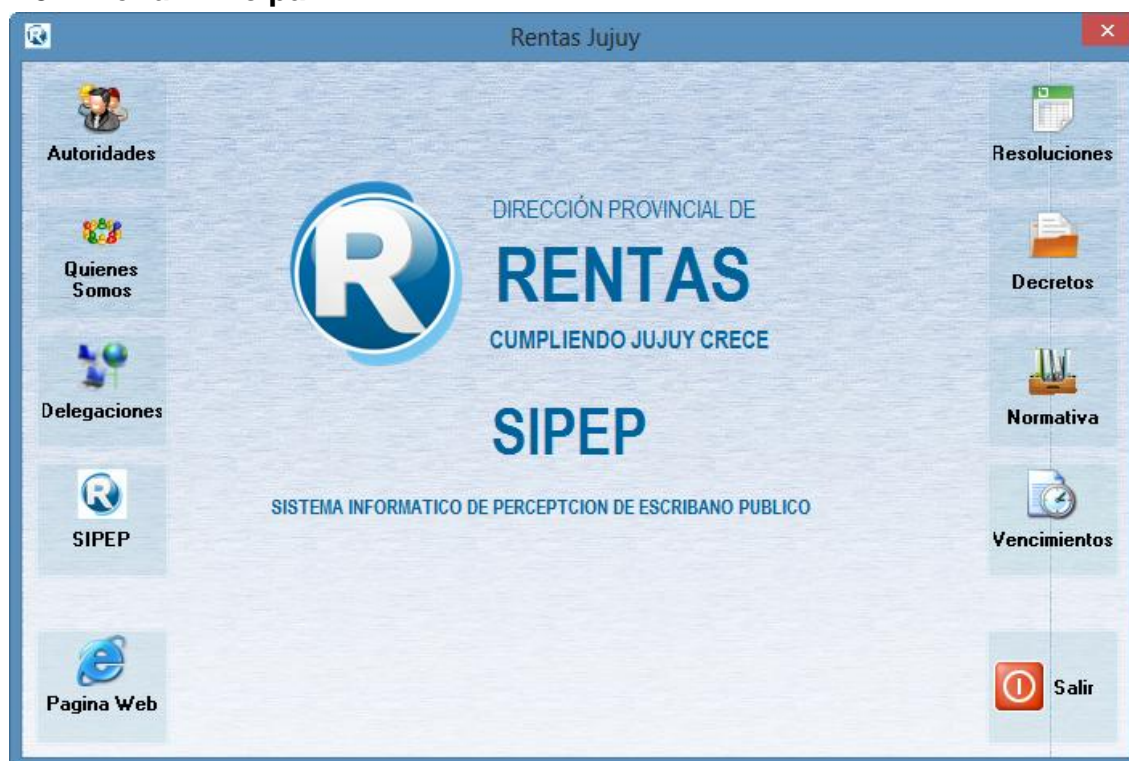 Rentas Jujuy
Autoridades
Quienes
Somos
Delegaciones
SIPEP
Pagina Web
R
DIRECCIÓN PROVINCIAL DE
RENTAS
CUMPLIENDO JUJUY CRECE
SIPEP
SISTEMA INFORMATICO DE PERCEPTCION DE ESCRIBANO PUBLICO
Resoluciones
Decretos
Normativa
Vencimientos
Salir